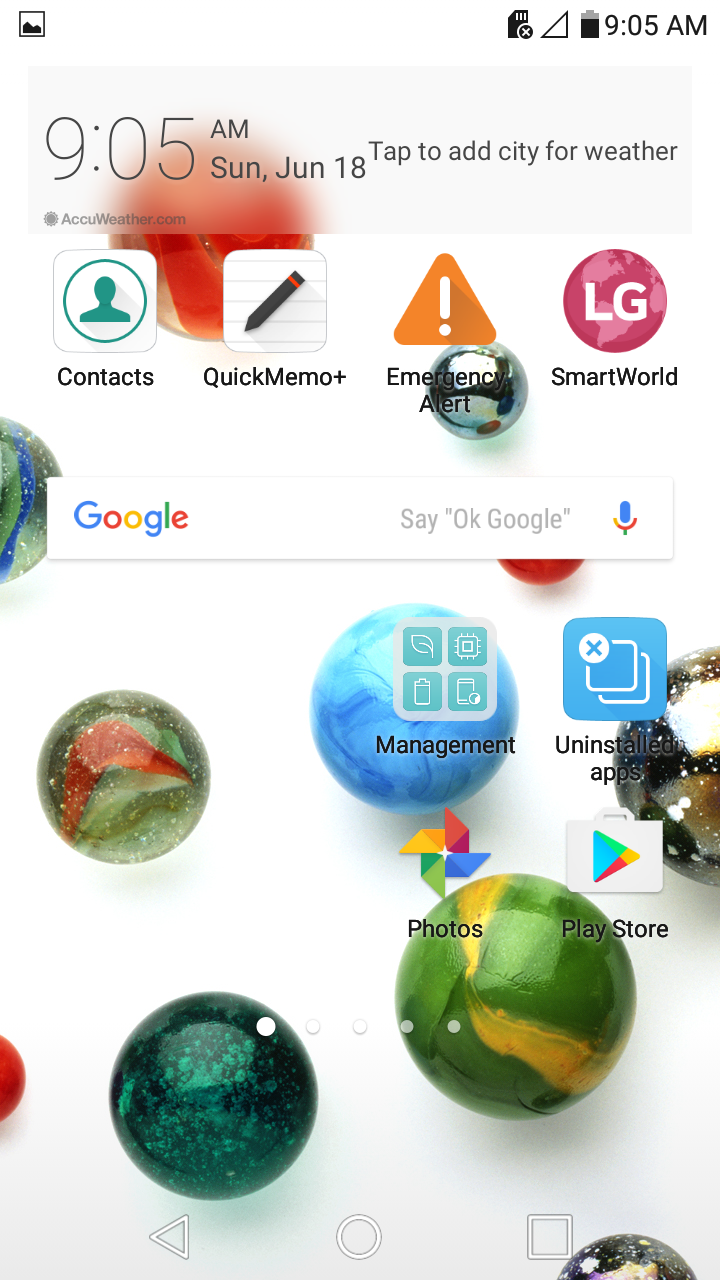 9:05 AM
9:05 AM
Sun, Jun 18
Tap to add city for weather
AccuWeather.com
Contacts
QuickMemo+
Emergency
Alert
LG
SmartWorld
Google
Say "Ok Google"
Management
Uninstalled
apps
Photos
Play Store